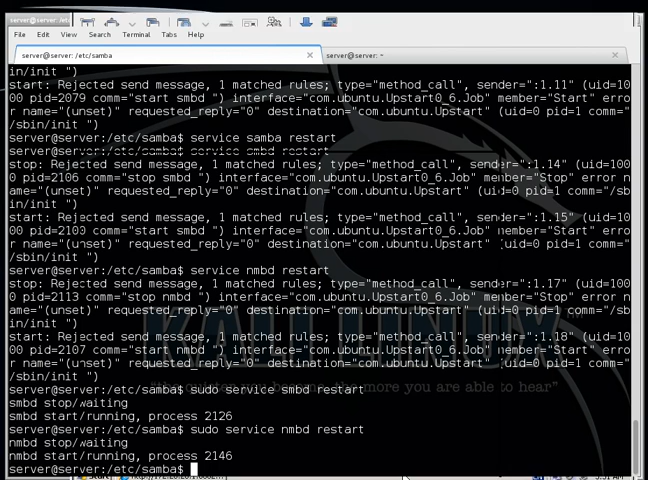 server@server: /etc/
File Edit View Search Terminal Tabs Help
server@server: /etc/samba x server@server: ~ x
in/init ")
start: Rejected send message, 1 matched rules; type="method_call", sender=":1.11" (uid=10
00 pid=2079 comm="start smbd ") interface="com.ubuntu.Upstart0_6.Job" member="Start" erro
r name="(unset)" requested_reply="0" destination="com.ubuntu.Upstart" (uid=0 pid=1 comm="
/sbin/init ")
server@server:/etc/samba$ service samba restart
server@server:/etc/samba$ service smbd restart
stop: Rejected send message, 1 matched rules; type="method_call", sender=":1.14" (uid=100
0 pid=2106 comm="stop smbd ") interface="com.ubuntu.Upstart0_6.Job" member="Stop" error n
ame="(unset)" requested_reply="0" destination="com.ubuntu.Upstart" (uid=0 pid=1 comm="/sb
in/init ")
start: Rejected send message, 1 matched rules; type="method_call", sender=":1.15" (uid=10
00 pid=2103 comm="start smbd ") interface="com.ubuntu.Upstart0_6.Job" member="Start" erro
r name="(unset)" requested_reply="0" destination="com.ubuntu.Upstart" (uid=0 pid=1 comm="
/sbin/init ")
server@server:/etc/samba$ service nmbd restart
stop: Rejected send message, 1 matched rules; type="method_call", sender=":1.17" (uid=100
0 pid=2113 comm="stop nmbd ") interface="com.ubuntu.Upstart0_6.Job" member="Stop" error n
ame="(unset)" requested_reply="0" destination="com.ubuntu.Upstart" (uid=0 pid=1 comm="/sb
in/init ")
start: Rejected send message, 1 matched rules; type="method_call", sender=":1.18" (uid=10
00 pid=2107 comm="start nmbd ") interface="com.ubuntu.Upstart0_6.Job" member="Start" erro
r name="(unset)" requested_reply="0" destination="com.ubuntu.Upstart" (uid=0 pid=1 comm="
/sbin/init ")
KALI LINUX
"the quieter you become, the more you are able to hear"
server@server:/etc/samba$ sudo service smbd restart
smbd stop/waiting
smbd start/running, process 2126
server@server:/etc/samba$ sudo service nmbd restart
nmbd stop/waiting
nmbd start/running, process 2146
server@server:/etc/samba$